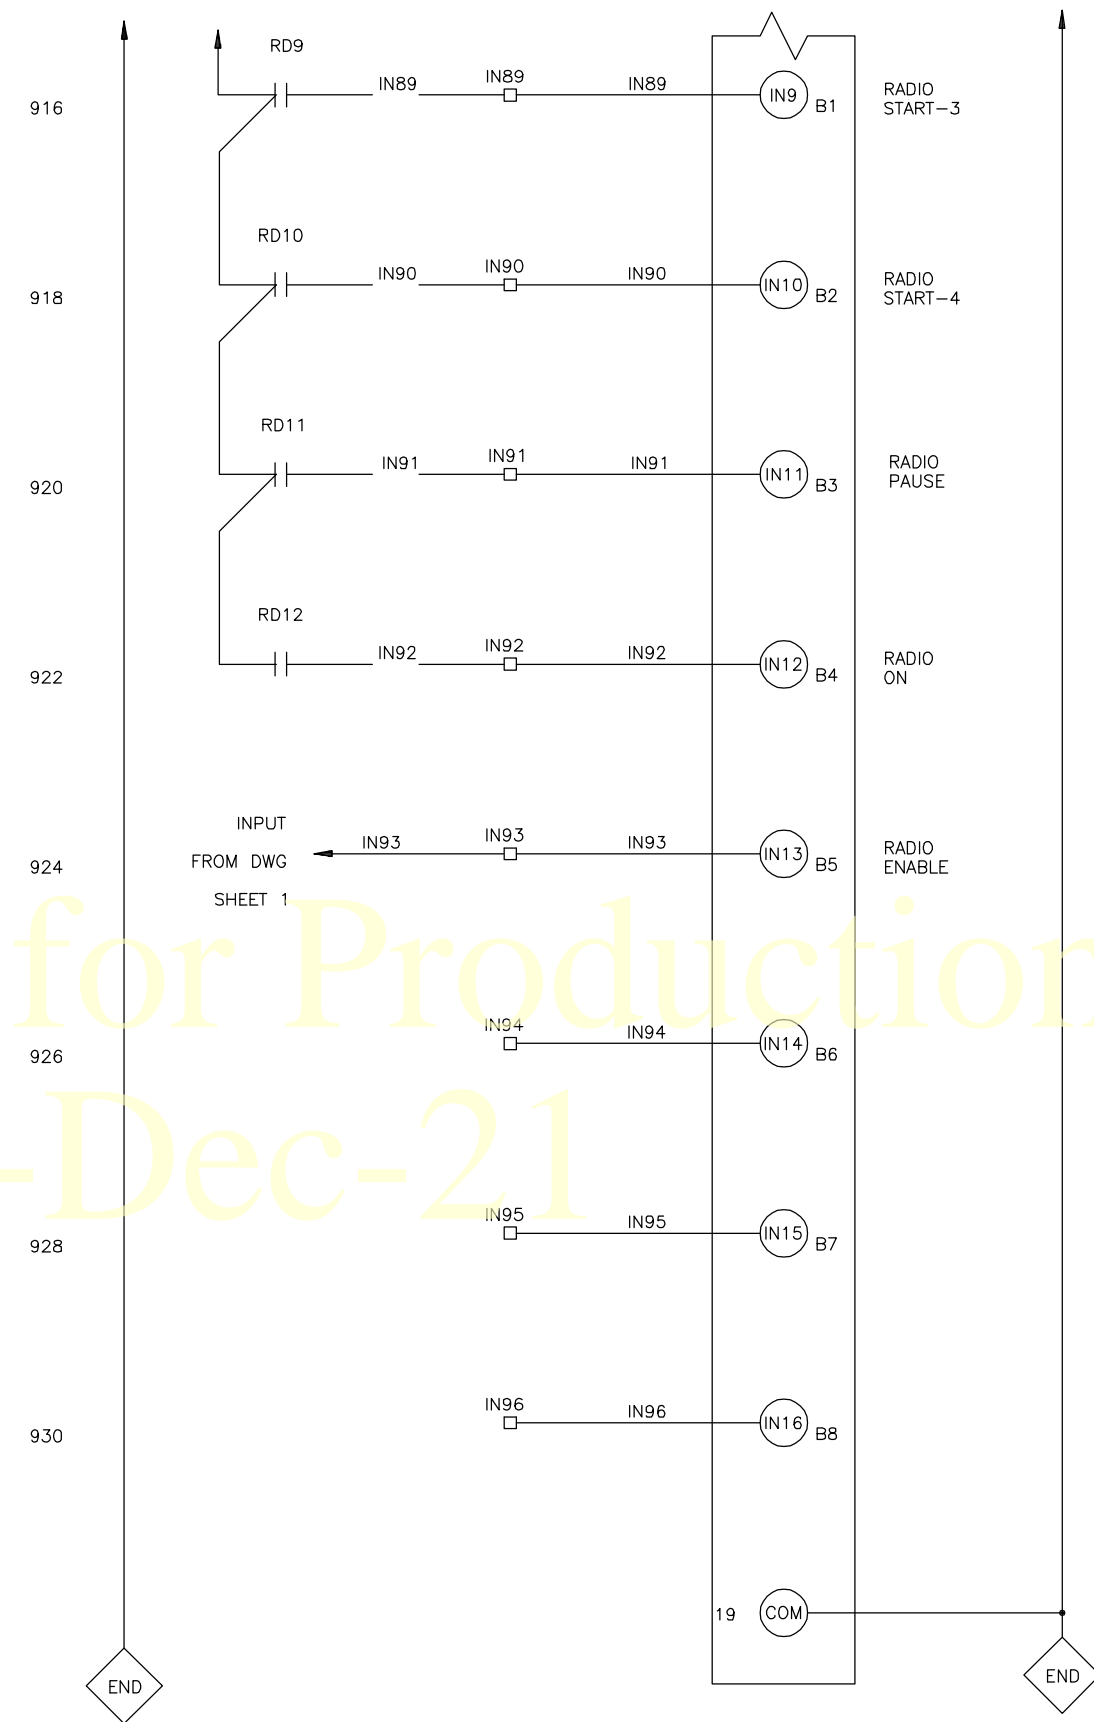 RD9
916
IN89
IN89
IN89
IN9
B1
RADIO
START-3
RD10
918
IN90
IN90
IN90
IN10
B2
RADIO
START-4
RD11
920
IN91
IN91
IN91
IN11
B3
RADIO
PAUSE
RD12
922
IN92
IN92
IN92
IN12
B4
RADIO
ON
INPUT
FROM DWG
SHEET 1
924
IN93
IN93
IN93
IN13
B5
RADIO
ENABLE
for Production
926
IN94
IN94
IN14
B6
-Dec-21
928
IN95
IN95
IN15
B7
930
IN96
IN96
IN16
B8
19
COM
END
END